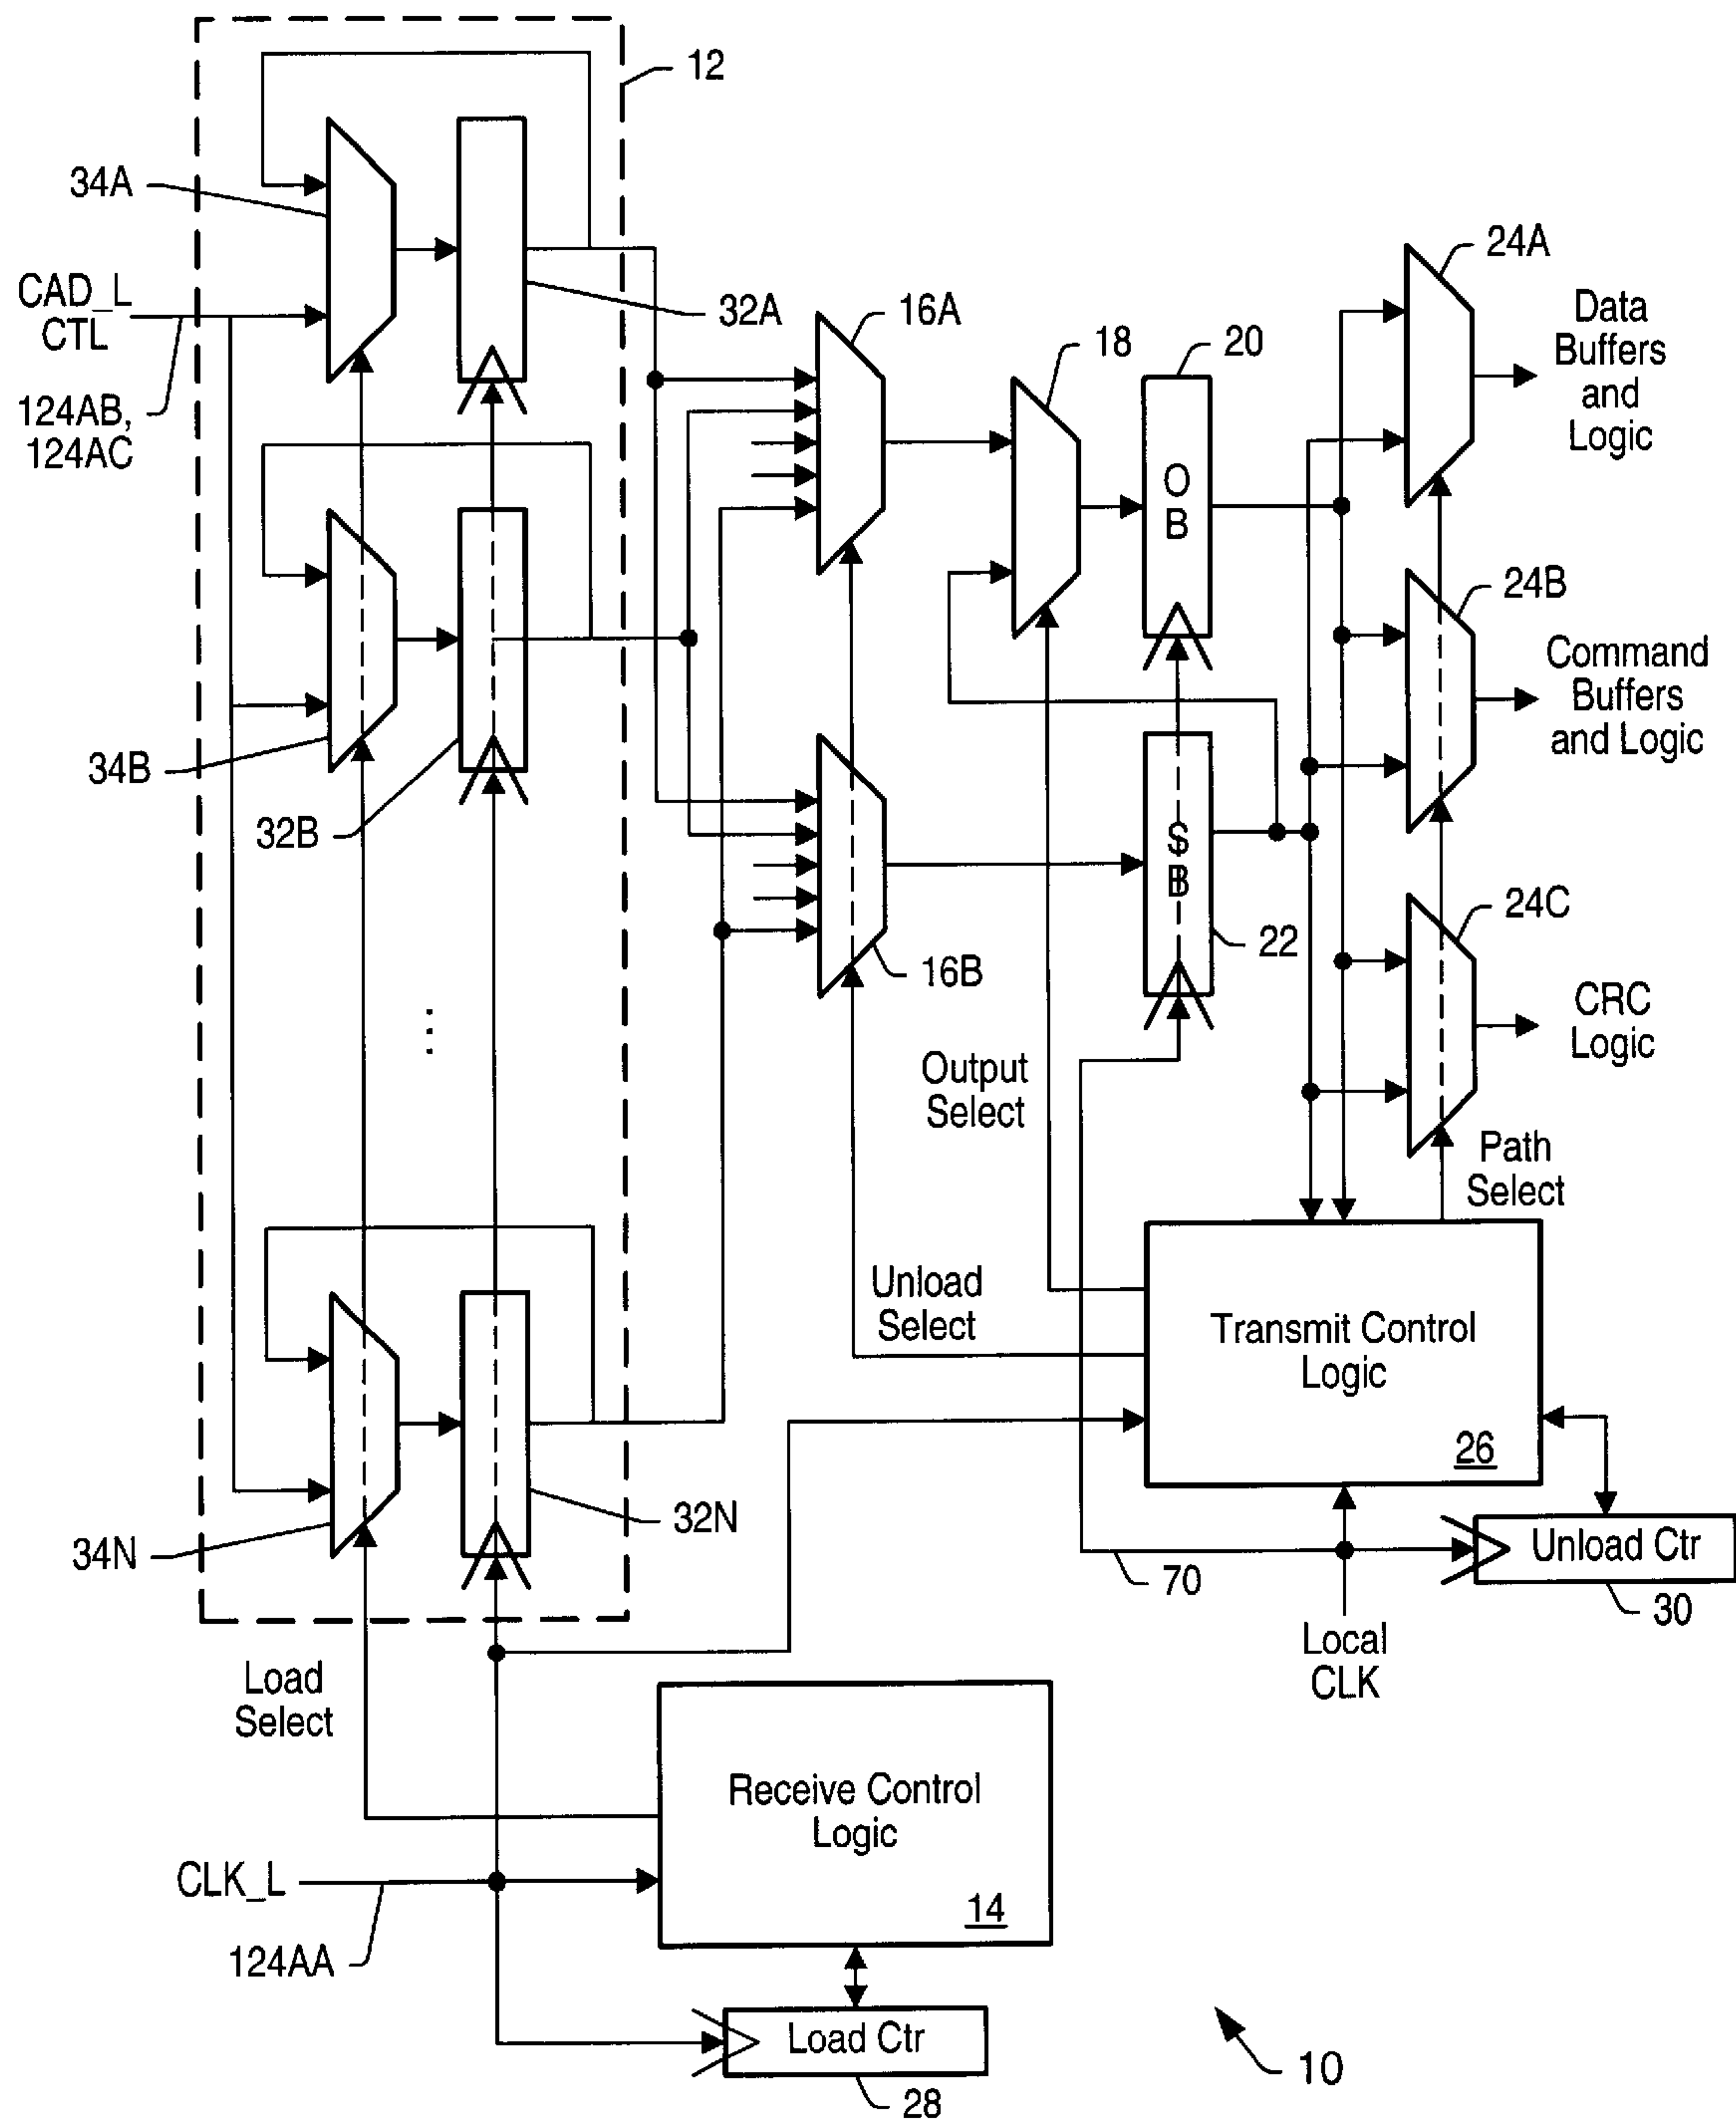 12
34A
CAD_L
CTL
32A
124AB,
124AC
16A
18
20
24A
Data
Buffers
and
Logic
O
B
24B
Command
Buffers
and Logic
34B
32B
S
B
22
16B
24C
CRC
Logic
Output
Select
Path
Select
Unload
Select
Transmit Control
Logic
26
34N
32N
70
Unload Ctr
30
Local
CLK
Load
Select
Receive Control
Logic
14
CLK_L
124AA
Load Ctr
28
10